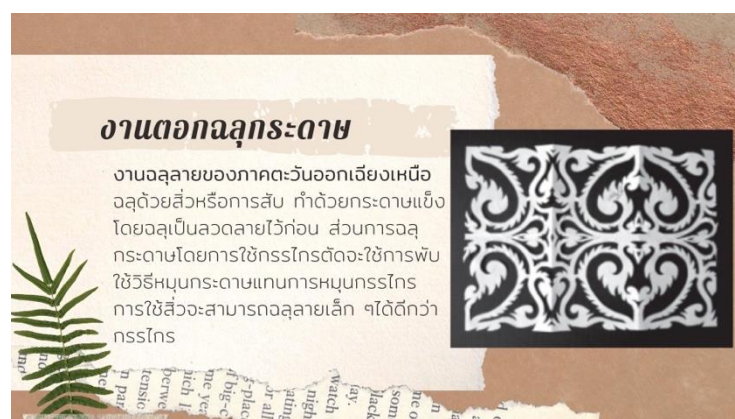 งานตอกฉลุกระดาษ
งานฉลุลายของภาคตะวันออกเฉียงเหนือ
ฉลุด้วยสิ่วหรือการสับ ทำด้วยกระดาษแข็ง
โดยฉลุเป็นลวดลายไว้ก่อน ส่วนการฉลุ
กระดาษโดยการใช้กรรไกรตัดจะใช้การพับ
ใช้วิธีหมุนกระดาษแทนการหมุนกรรไกร
การใช้สิ่วจะสามารถฉลุลายเล็ก ๆได้ดีกว่า
กรรไกร